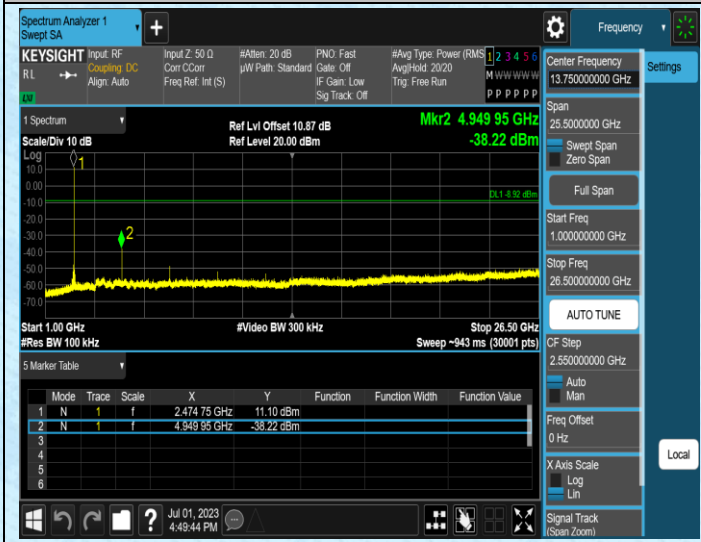 Spectrum Analyzer 1
Swept SA
+
Frequency
KEYSIGHT
RL
LXI
Input: RF
Coupling: DC
Align: Auto
Input Z: 50 Ω
Corr CCorr
Freq Ref: Int (S)
#Atten: 20 dB
µW Path: Standard
PNO: Fast
Gate: Off
IF Gain: Low
Sig Track: Off
#Avg Type: Power (RMS
Avg|Hold: 20/20
Trig: Free Run
1 2 3 4 5 6
M W W W W W
P P P P P P
1 Spectrum
Scale/Div 10 dB
Ref Lvl Offset 10.87 dB
Ref Level 20.00 dBm
Mkr2 4.949 95 GHz
-38.22 dBm
Log
10.0
0.00
-10.0
-20.0
-30.0
-40.0
-50.0
-60.0
-70.0
1
2
DL1 -8.92 dBm
Start 1.00 GHz
#Res BW 100 kHz
#Video BW 300 kHz
Stop 26.50 GHz
Sweep ~943 ms (30001 pts)
5 Marker Table
Mode Trace Scale X Y Function Function Width Function Value
1 N 1 f 2.474 75 GHz 11.10 dBm
2 N 1 f 4.949 95 GHz -38.22 dBm
3
4
5
6
?
Jul 01, 2023
4:49:44 PM
Center Frequency
13.750000000 GHz
Settings
Span
25.5000000 GHz
Swept Span
Zero Span
Full Span
Start Freq
1.000000000 GHz
Stop Freq
26.500000000 GHz
AUTO TUNE
CF Step
2.550000000 GHz
Auto
Man
Freq Offset
0 Hz
Local
X Axis Scale
Log
Lin
Signal Track
(Span Zoom)